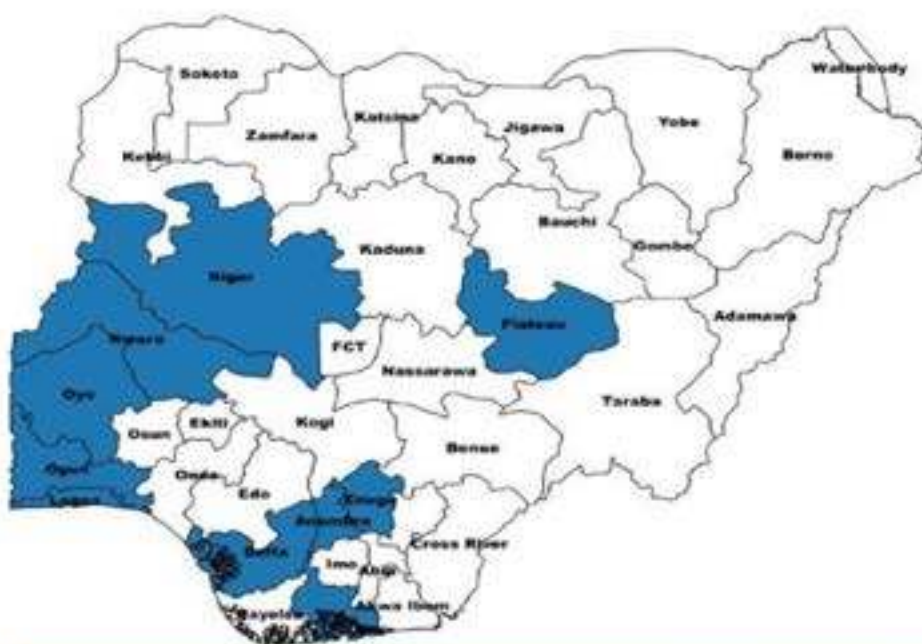 Sokoto
Waterbody
Katsina
Zamfara
Jigawa
Yobe
Kebbi
Kano
Borno
Bauchi
Kaduna
Gombe
Niger
Plateau
Adamawa
Kwara
FCT
Nassarawa
Oyo
Taraba
Osun
Ekiti
Kogi
Benue
Ogun
Ondo
Edo
Lagos
Enugu
Anambra
Delta
Cross River
Imo
Abia
Bayelsa
Akwa Ibom